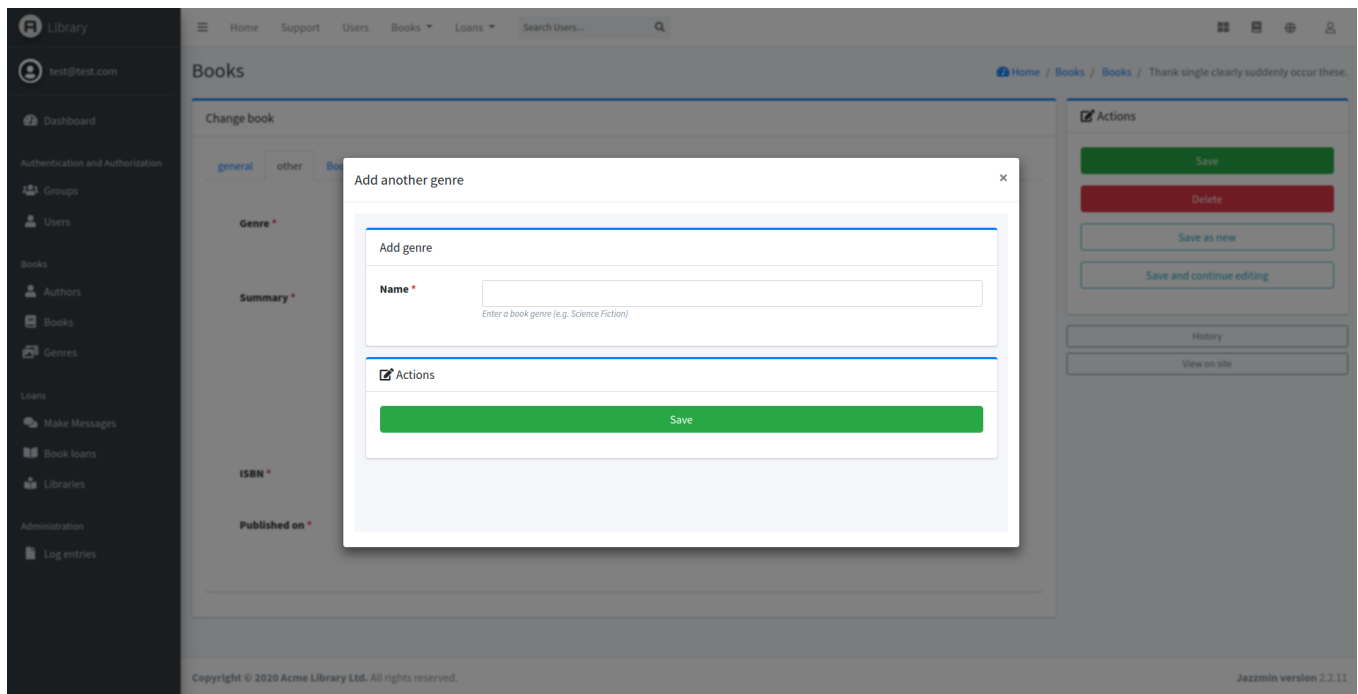 Library
Home Support Users Books Loans Search Users...
test@test.com
Books
Home / Books / Books / Thank single clearly suddenly occur these.
Dashboard
Authentication and Authorization
Groups
Users
Books
Authors
Books
Genres
Loans
Make Messages
Book loans
Libraries
Administration
Log entries
Change book
general other Boo
Genre *
Summary *
ISBN *
Published on *
Add another genre ×
Add genre
Name *
Enter a book genre (e.g. Science Fiction)
Actions
Save
Actions
Save
Delete
Save as new
Save and continue editing
History
View on site
Copyright © 2020 Acme Library Ltd. All rights reserved.
Jazzmin version 2.2.11